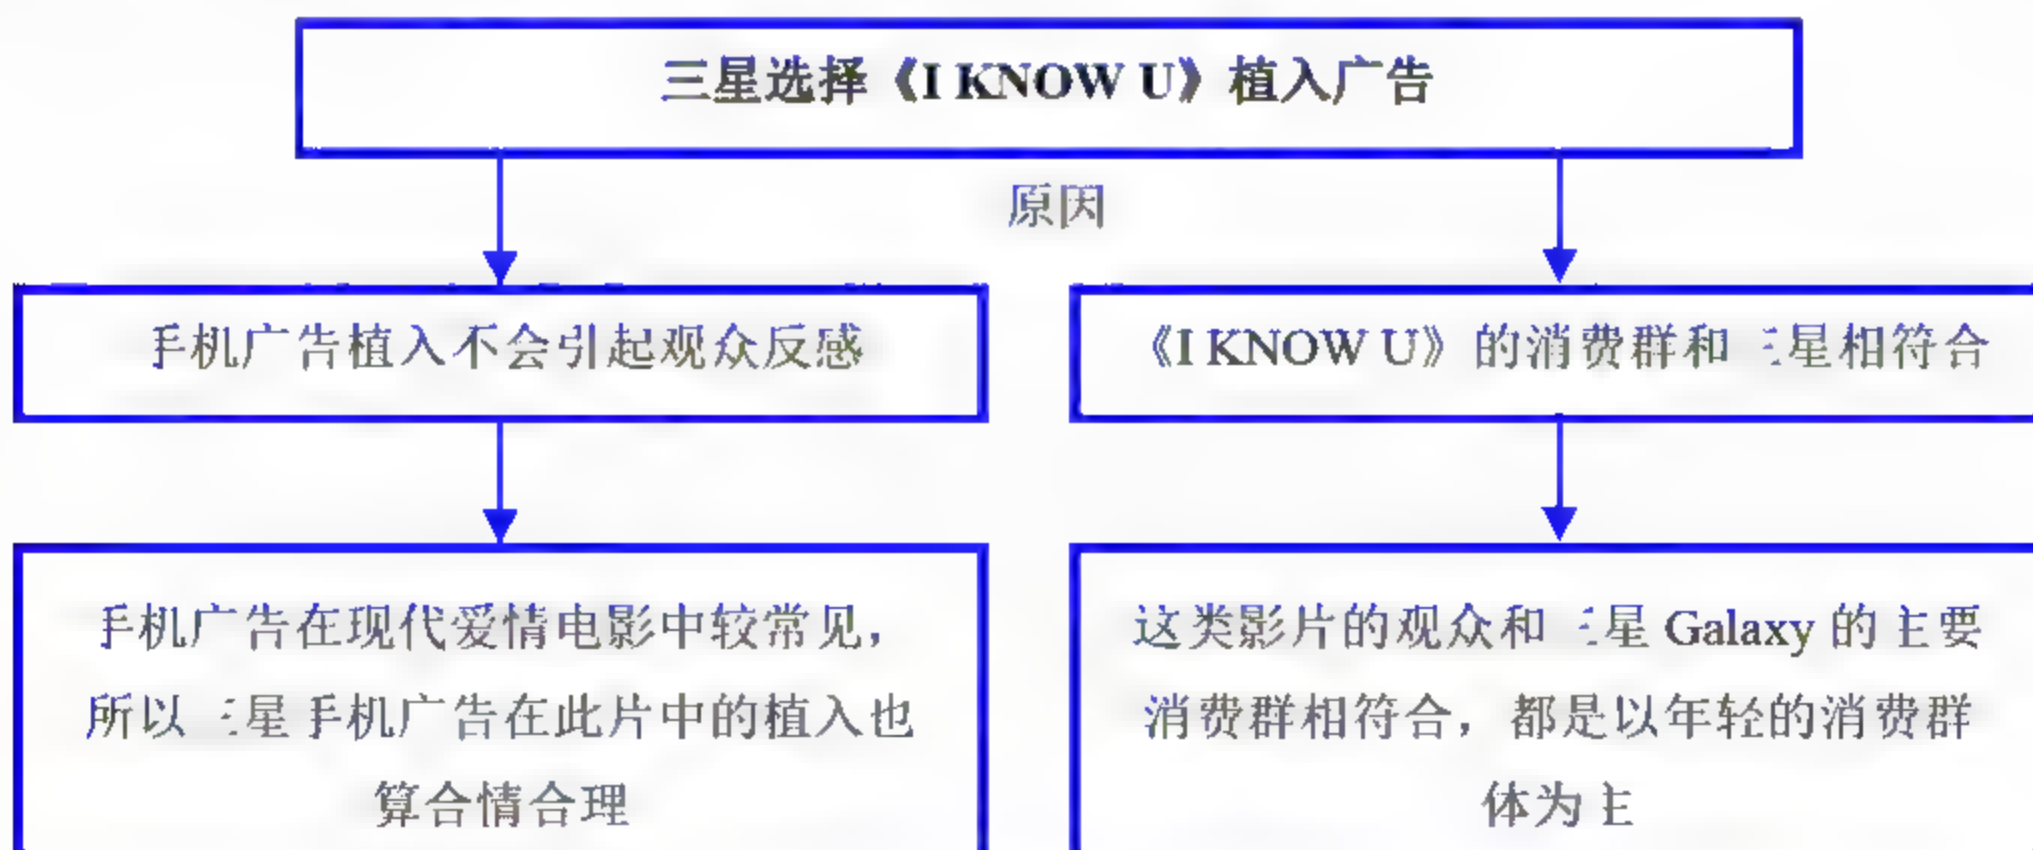 三星选择《I KNOW U》植入广告
原因
手机广告植入不会引起观众反感
《I KNOW U》的消费群和三星相符合
手机广告在现代爱情电影中较常见，
所以三星手机广告在此片中的植入也
算合情合理
这类影片的观众和三星 Galaxy 的主要
消费群相符合，都是以年轻的消费群
体为主